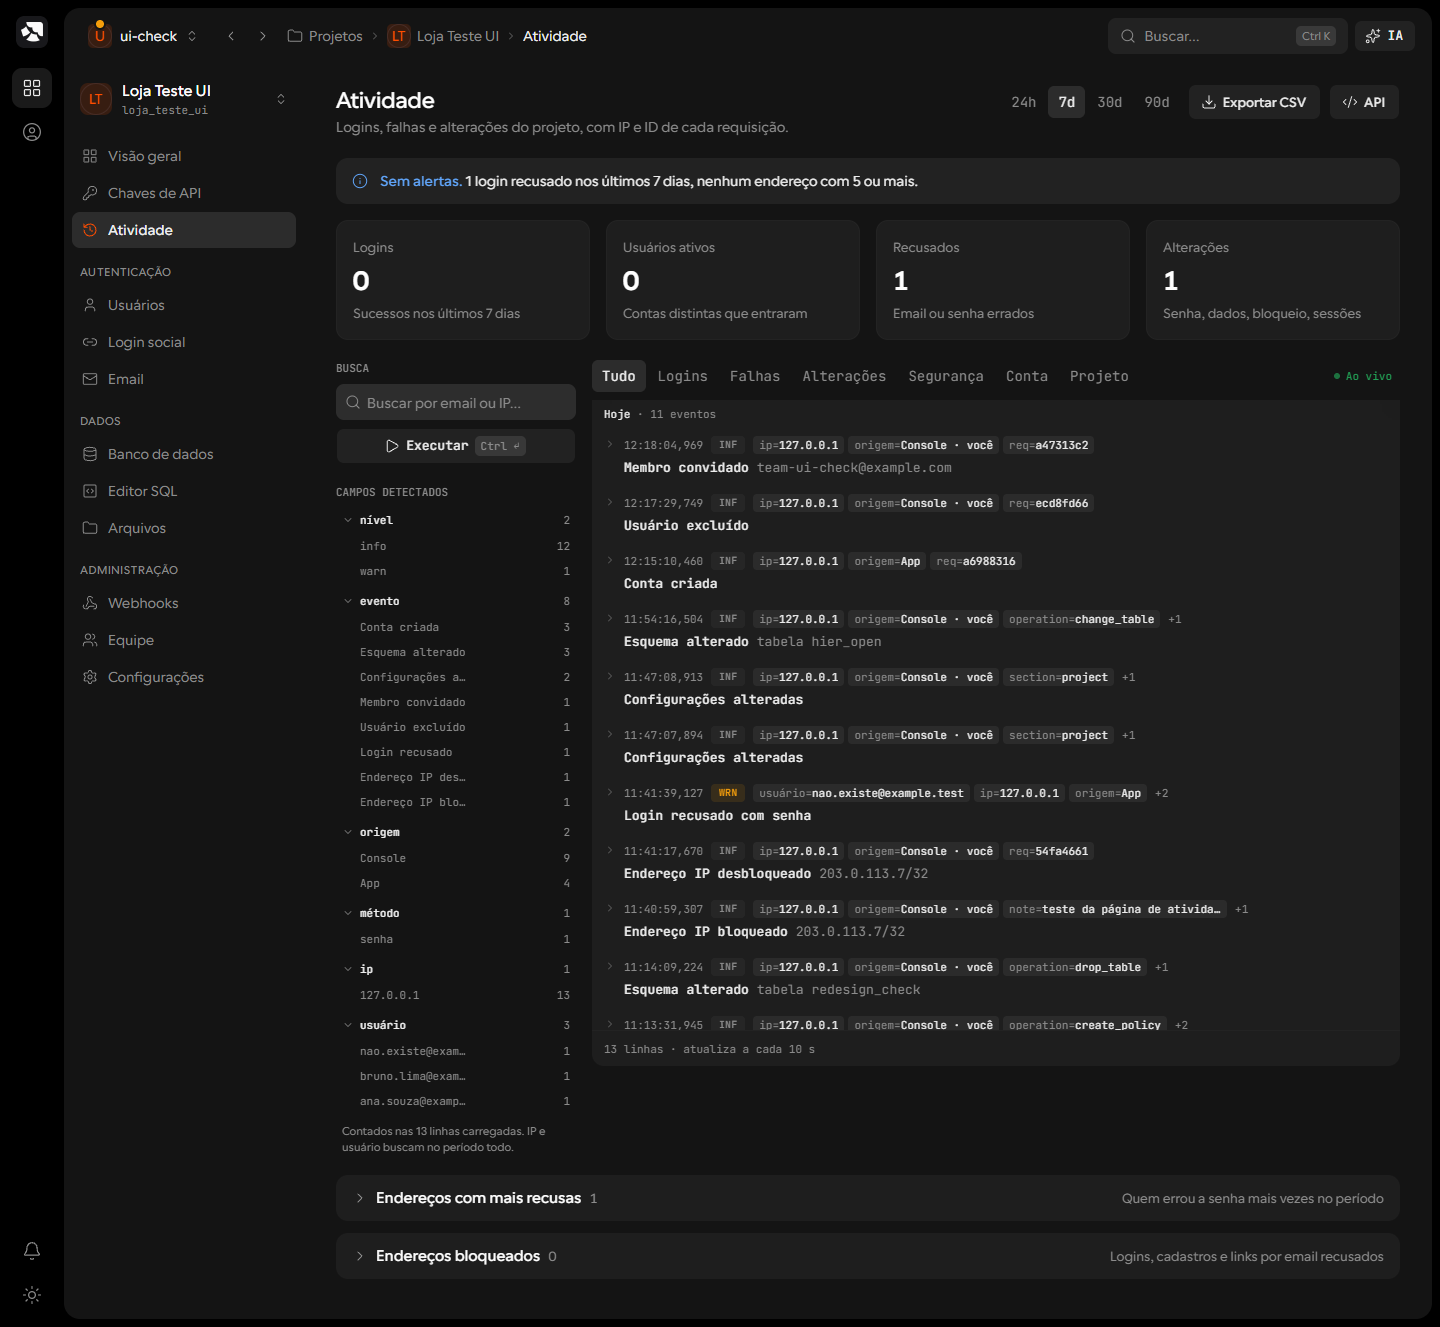 U ui-check
Projetos
LT Loja Teste UI
Atividade
Buscar...
Ctrl K
IA
LT
Loja Teste UI
loja_teste_ui
Visão geral
Chaves de API
Atividade
AUTENTICAÇÃO
Usuários
Login social
Email
DADOS
Banco de dados
Editor SQL
Arquivos
ADMINISTRAÇÃO
Webhooks
Equipe
Configurações
Atividade
Logins, falhas e alterações do projeto, com IP e ID de cada requisição.
24h 7d 30d 90d
Exportar CSV
API
Sem alertas. 1 login recusado nos últimos 7 dias, nenhum endereço com 5 ou mais.
Logins
0
Sucessos nos últimos 7 dias
Usuários ativos
0
Contas distintas que entraram
Recusados
1
Email ou senha errados
Alterações
1
Senha, dados, bloqueio, sessões
BUSCA
Buscar por email ou IP...
Executar Ctrl ⏎
CAMPOS DETECTADOS
nível 2
info 12
warn 1
evento 8
Conta criada 3
Esquema alterado 3
Configurações a… 2
Membro convidado 1
Usuário excluído 1
Login recusado 1
Endereço IP des… 1
Endereço IP blo… 1
origem 2
Console 9
App 4
método 1
senha 1
ip 1
127.0.0.1 13
usuário 3
nao.existe@exam… 1
bruno.lima@exam… 1
ana.souza@examp… 1
Contados nas 13 linhas carregadas. IP e
usuário buscam no período todo.
Tudo Logins Falhas Alterações Segurança Conta Projeto
Ao vivo
Hoje · 11 eventos
12:18:04,969 INF ip=127.0.0.1 origem=Console · você req=a47313c2
Membro convidado team-ui-check@example.com
12:17:29,749 INF ip=127.0.0.1 origem=Console · você req=ecd8fd66
Usuário excluído
12:15:10,460 INF ip=127.0.0.1 origem=App req=a6988316
Conta criada
11:54:16,504 INF ip=127.0.0.1 origem=Console · você operation=change_table +1
Esquema alterado tabela hier_open
11:47:08,913 INF ip=127.0.0.1 origem=Console · você section=project +1
Configurações alteradas
11:47:07,894 INF ip=127.0.0.1 origem=Console · você section=project +1
Configurações alteradas
11:41:39,127 WRN usuário=nao.existe@example.test ip=127.0.0.1 origem=App +2
Login recusado com senha
11:41:17,670 INF ip=127.0.0.1 origem=Console · você req=54fa4661
Endereço IP desbloqueado 203.0.113.7/32
11:40:59,307 INF ip=127.0.0.1 origem=Console · você note=teste da página de ativida… +1
Endereço IP bloqueado 203.0.113.7/32
11:14:09,224 INF ip=127.0.0.1 origem=Console · você operation=drop_table +1
Esquema alterado tabela redesign_check
11:13:31,945 INF ip=127.0.0.1 origem=Console · você operation=create_policy +2
13 linhas · atualiza a cada 10 s
Endereços com mais recusas 1
Quem errou a senha mais vezes no período
Endereços bloqueados 0
Logins, cadastros e links por email recusados